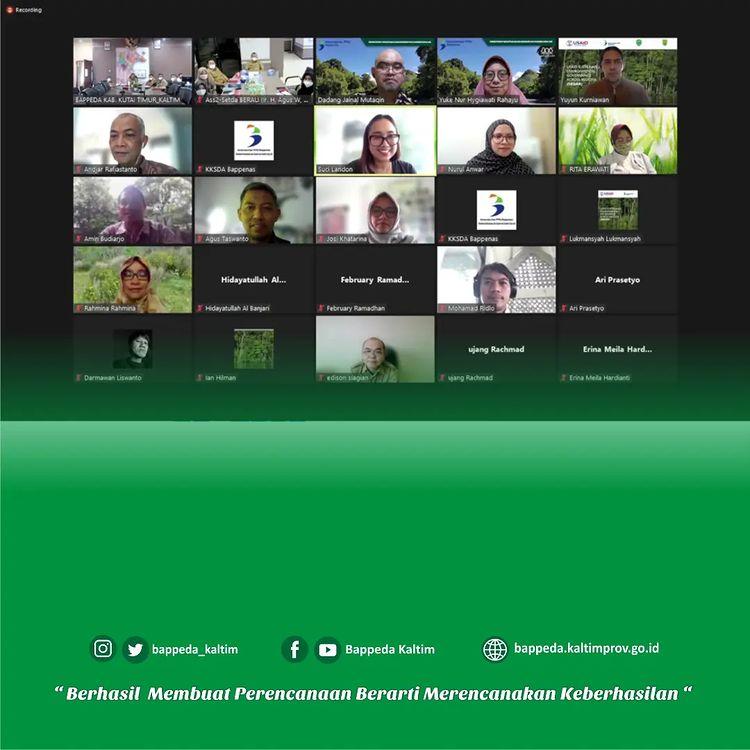 Recording
BAPPEDA KAB. KUTAI TIMUR_KALTIM
Ass2-Setda BERAU (Ir. H. Agus W, ...
Dadang Jainal Mutaqin
Yuke Nur Hygiawati Rahayu
USAID
Yuyun Kurniawan
Andjar Rafiastanto
KKSDA Bappenas
Suci Landon
Nurul Anwar
RITA ERAWATI
Amin Budiarjo
Agus Taswanto
Josi Khatarina
KKSDA Bappenas
Lukmansyah Lukmansyah
Rahmina Rahmina
Hidayatullah Al...
Hidayatullah Al Banjari
February Ramad...
February Ramadhan
Mohamad Ridlo
Ari Prasetyo
Ari Prasetyo
Darmawan Liswanto
Ian Hilman
edison siagian
ujang Rachmad
ujang Rachmad
Erina Meila Hard...
Erina Meila Hardianti
bappeda_kaltim
Bappeda Kaltim
bappeda.kaltimprov.go.id
“ Berhasil Membuat Perencanaan Berarti Merencanakan Keberhasilan “